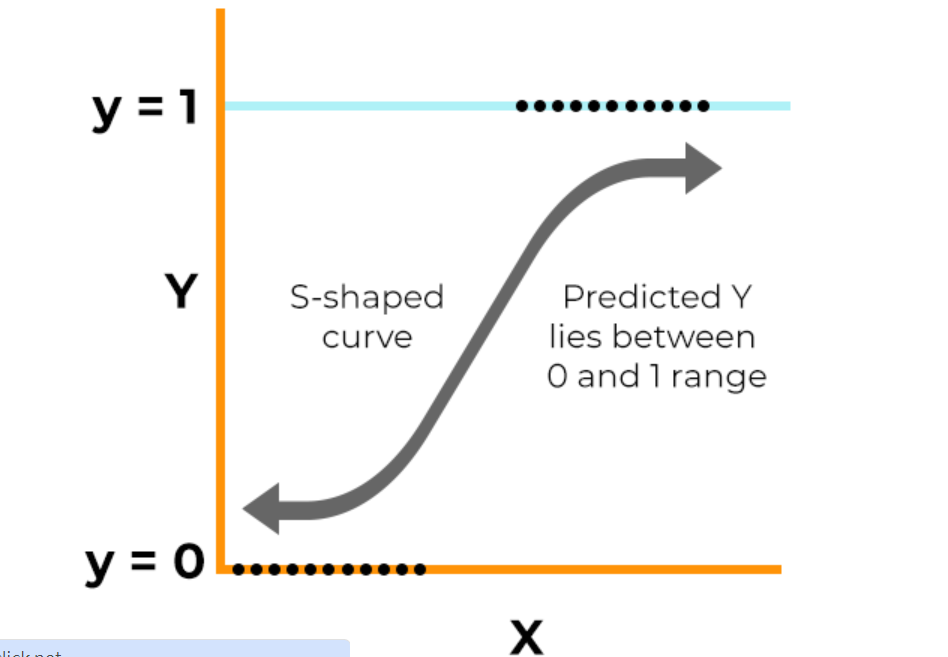 y = 1
Y
S-shaped
curve
Predicted Y
lies between
0 and 1 range
y = 0
X